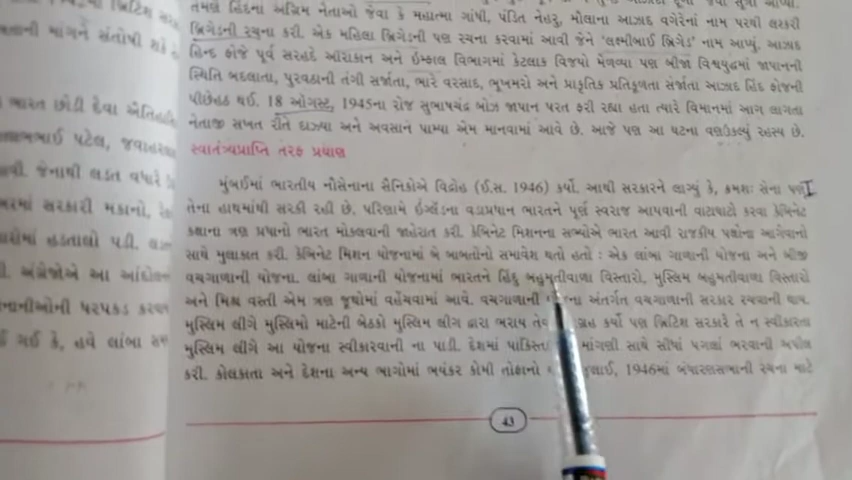 તેમણે હિંદમાં અગ્રિમ નેતાઓ જેવા કે મહાત્મા ગાંધી, પંડિત નેહરુ, મૌલાના આઝાદ વગેરેનાં નામ પરથી લશ્કરી
બ્રિગેડની રચના કરી. એક મહિલા બ્રિગેડની પણ રચના કરવામાં આવી જેને 'લક્ષ્મીબાઈ બ્રિગેડ' નામ આપ્યું. આઝાદ
હિન્દ ફોજે પૂર્વ સરહદે આરાકાન અને ઇમ્ફાલ વિભાગમાં કેટલાક વિજયો મેળવ્યા પણ બીજા વિશ્વયુદ્ધમાં જાપાનની
સ્થિતિ બદલાતા, પુરવઠાની તંગી સર્જાતા, ભારે વરસાદ, ભૂખમરો અને પ્રાકૃતિક પ્રતિકૂળતા સંર્જાતા આઝાદ હિંદ ફોજની
પીછેહઠ થઈ. 18 ઑગસ્ટ, 1945ના રોજ સુભાષચંદ્ર બોઝ જાપાન પરત ફરી રહ્યા હતા ત્યારે વિમાનમાં આગ લાગતા
નેતાજી સખત રીતે દાઝ્યા અને અવસાન પામ્યા એમ માનવામાં આવે છે. આજે પણ આ ઘટના વણઉકલ્યું રહસ્ય છે.
સ્વાતંત્ર્યપ્રાપ્તિ તરફ પ્રયાણ
મુંબઈમાં ભારતીય નૌસેનાના સૈનિકોએ વિદ્રોહ (ઈ.સ. 1946) કર્યો. આથી સરકારને લાગ્યું કે, ક્રમશઃ સેના પણ
તેના હાથમાંથી સરકી રહી છે. પરિણામે ઇંગ્લૅન્ડના વડાપ્રધાન ભારતને પૂર્ણ સ્વરાજ આપવાની વાટાઘાટો કરવા કૅબિનેટ
કક્ષાના ત્રણ પ્રધાનો ભારત મોકલવાની જાહેરાત કરી. કૅબિનેટ મિશનના સભ્યોએ ભારત આવી રાજકીય પક્ષોના આગેવાનો
સાથે મુલાકાત કરી. કૅબિનેટ મિશન યોજનામાં બે બાબતોનો સમાવેશ થતો હતો : એક લાંબા ગાળાની યોજના અને બીજી
વચગાળાની યોજના. લાંબા ગાળાની યોજનામાં ભારતને હિંદુ બહુમતીવાળા વિસ્તારો, મુસ્લિમ બહુમતીવાળા વિસ્તારો
અને મિશ્ર વસ્તી એમ ત્રણ જૂથોમાં વહેંચવામાં આવે. વચગાળાની અંતર્ગત વચગાળાની સરકાર રચવાની થાય.
મુસ્લિમ લીગે મુસ્લિમો માટેની બેઠકો મુસ્લિમ લીગ દ્વારા ભરાય કર્યો પણ બ્રિટિશ સરકારે તે ન સ્વીકારતા
મુસ્લિમ લીગે આ યોજના સ્વીકારવાની ના પાડી. દેશમાં માંગણી સાથે સીધાં પગલાં ભરવાની અપીલ
કરી. કોલકાતા અને દેશના અન્ય ભાગોમાં ભયંકર કોમી તોફાનો 1946માં બંધારણસભાની રચના માટે
43